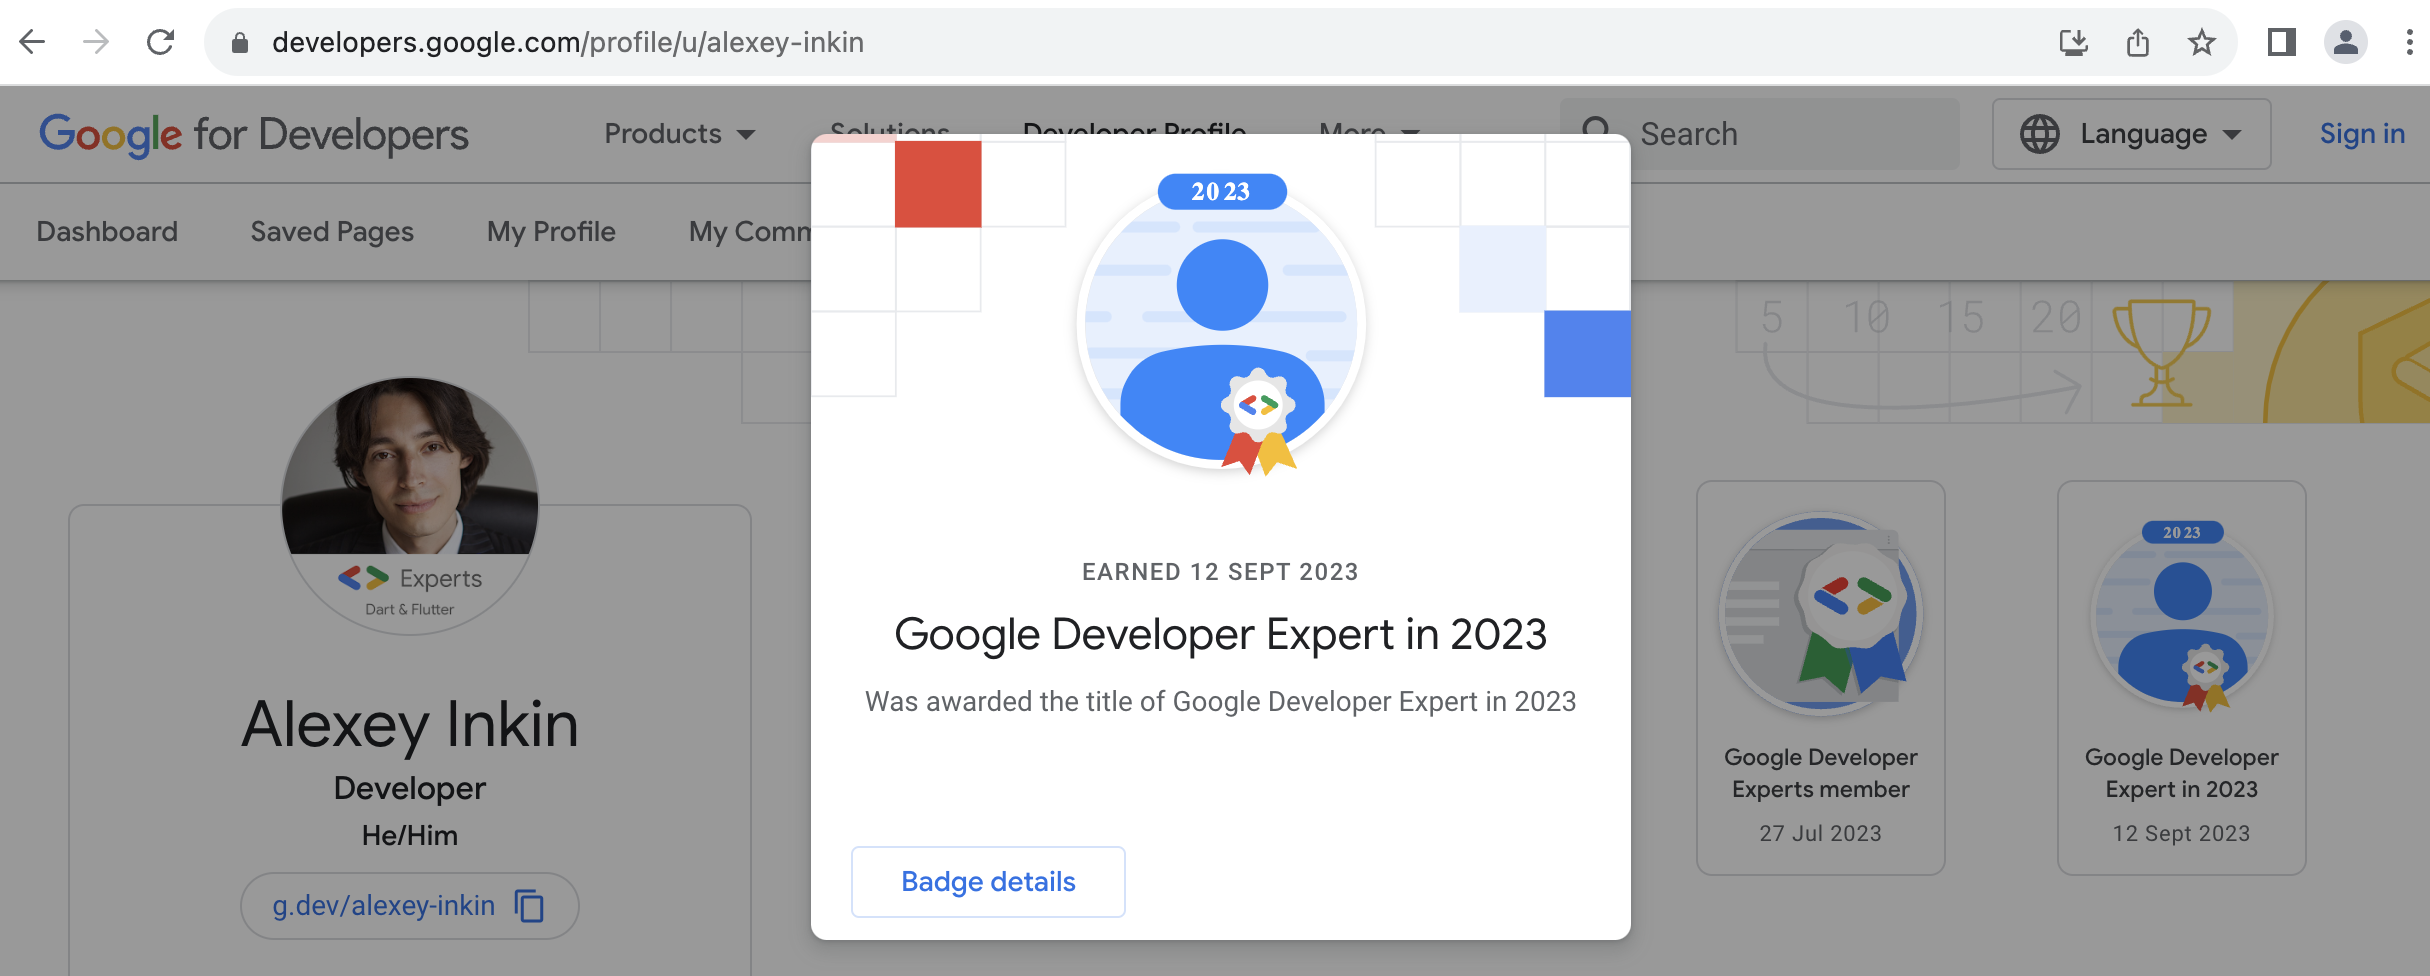 developers.google.com/profile/u/alexey-inkin
Google for Developers
Products
Solutions
Developer Profile
More
Search
Language
Sign in
Dashboard
Saved Pages
My Profile
My Comm
5 10 15 20
Experts
Dart & Flutter
Alexey Inkin
Developer
He/Him
g.dev/alexey-inkin
2023
EARNED 12 SEPT 2023
Google Developer Expert in 2023
Was awarded the title of Google Developer Expert in 2023
Badge details
Google Developer
Experts member
27 Jul 2023
2023
Google Developer
Expert in 2023
12 Sept 2023